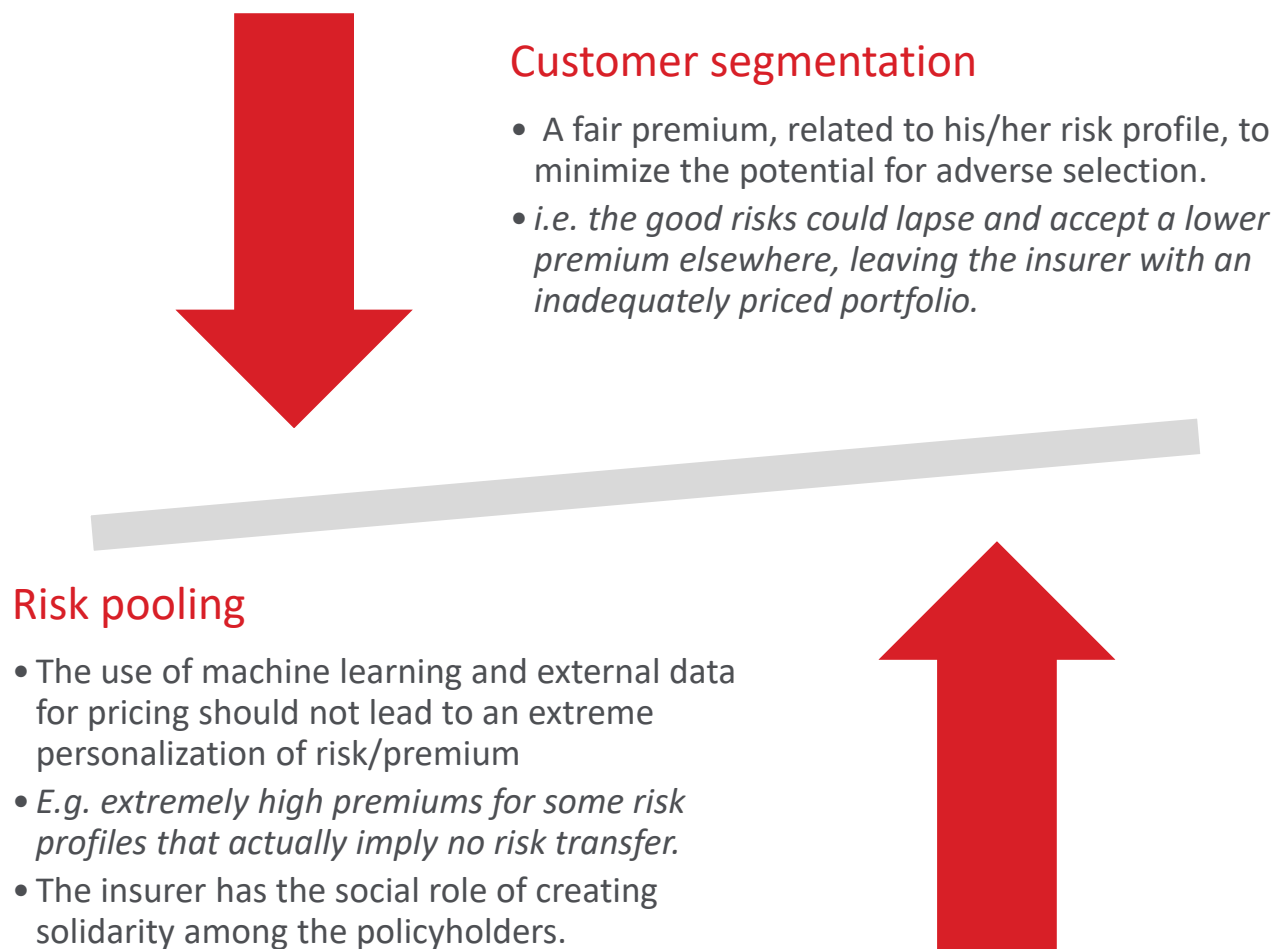 Customer segmentation
• A fair premium, related to his/her risk profile, to
minimize the potential for adverse selection.
• i.e. the good risks could lapse and accept a lower
premium elsewhere, leaving the insurer with an
inadequately priced portfolio.
Risk pooling
• The use of machine learning and external data
for pricing should not lead to an extreme
personalization of risk/premium
• E.g. extremely high premiums for some risk
profiles that actually imply no risk transfer.
• The insurer has the social role of creating
solidarity among the policyholders.